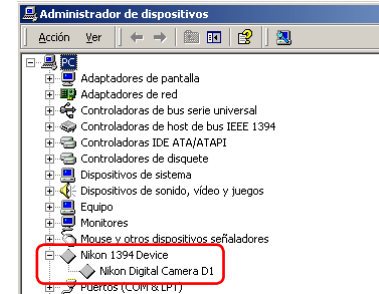 Administrador de dispositivos
Acción Ver
PC
Adaptadores de pantalla
Adaptadores de red
Controladoras de bus serie universal
Controladoras de host de bus IEEE 1394
Controladoras IDE ATA/ATAPI
Controladores de disquete
Dispositivos de sistema
Dispositivos de sonido, vídeo y juegos
Equipo
Monitores
Mouse y otros dispositivos señaladores
Nikon 1394 Device
Nikon Digital Camera D1
Puertos (COM & LPT)